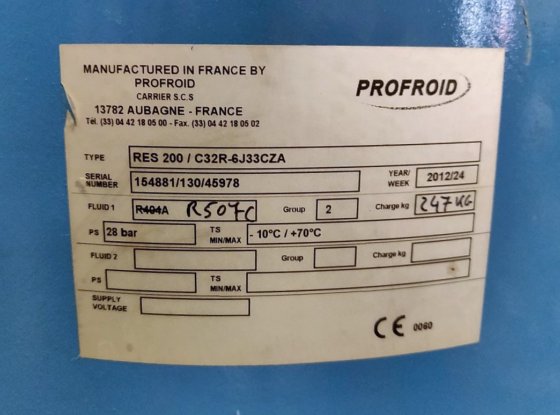 MANUFACTURED IN FRANCE BY
PROFROID
CARRIER S.C.S
13782 AUBAGNE - FRANCE
Tél. (33) 04 42 18 05 00 - Fax. (33) 04 42 18 05 02
PROFROID
TYPE RES 200 / C32R-6J33CZA
SERIAL NUMBER 154881/130/45978 YEAR/ WEEK 2012/24
FLUID 1 R404A R507C Group 2 Charge kg 247 KG
PS 28 bar TS MIN/MAX - 10°C / +70°C
FLUID 2 Group Charge kg
PS TS MIN/MAX
SUPPLY VOLTAGE
CE 0060